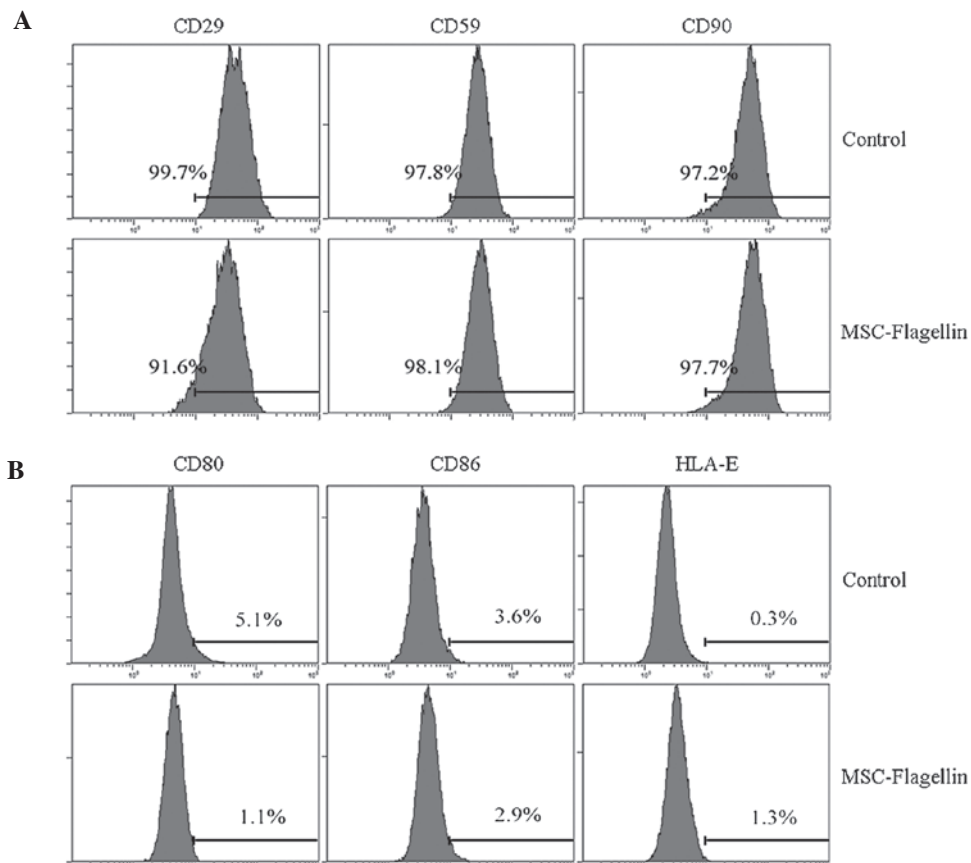 A
CD29 CD59 CD90
99.7% 97.8% 97.2% Control
91.6% 98.1% 97.7% MSC-Flagellin
B
CD80 CD86 HLA-E
5.1% 3.6% 0.3% Control
1.1% 2.9% 1.3% MSC-Flagellin